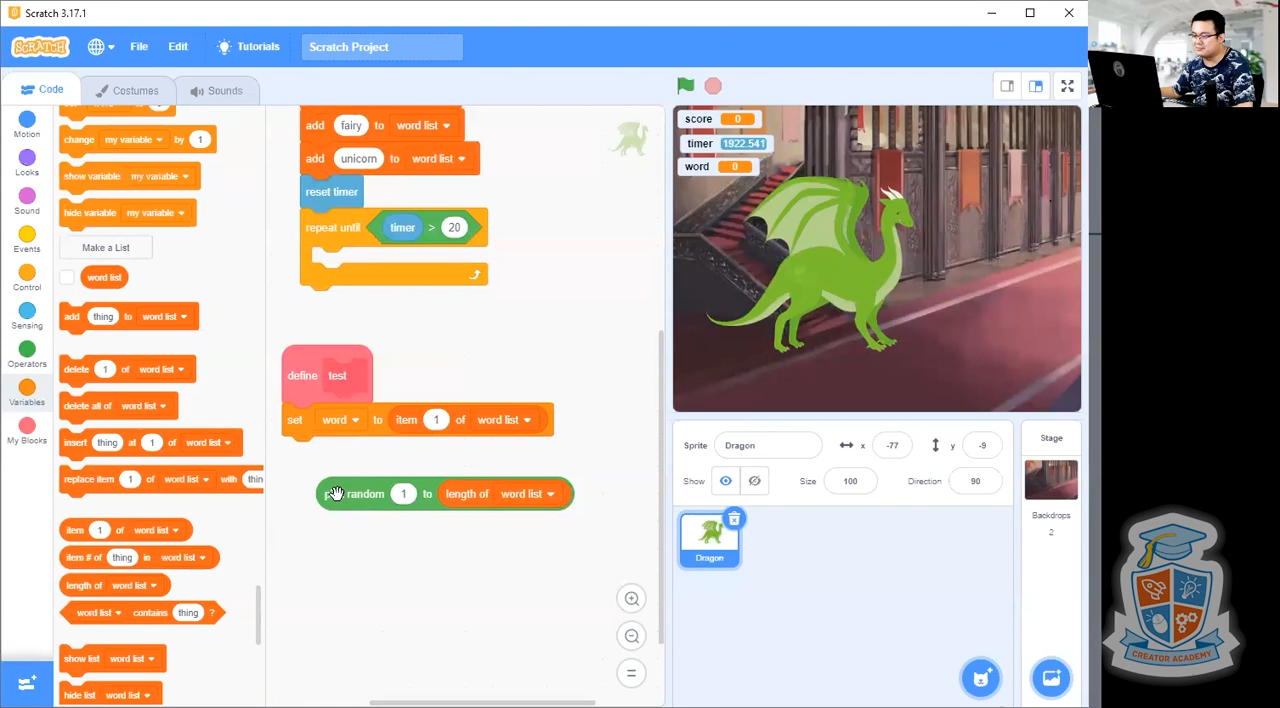 Scratch 3.17.1
SCRATCH
File
Edit
Tutorials
Scratch Project
Code
Costumes
Sounds
Motion
Looks
Sound
Events
Control
Sensing
Operators
Variables
My Blocks
change my variable by 1
show variable my variable
hide variable my variable
Make a List
word list
add thing to word list
delete 1 of word list
delete all of word list
insert thing at 1 of word list
replace item 1 of word list with thin
item 1 of word list
item # of thing in word list
length of word list
word list contains thing ?
show list word list
hide list word list
add fairy to word list
add unicorn to word list
reset timer
repeat until timer > 20
define test
set word to item 1 of word list
random 1 to length of word list
score 0
timer 1922.541
word 0
Sprite
Dragon
x
-77
y
-9
Show
Size
100
Direction
90
Dragon
Stage
Backdrops
2
CREATOR ACADEMY